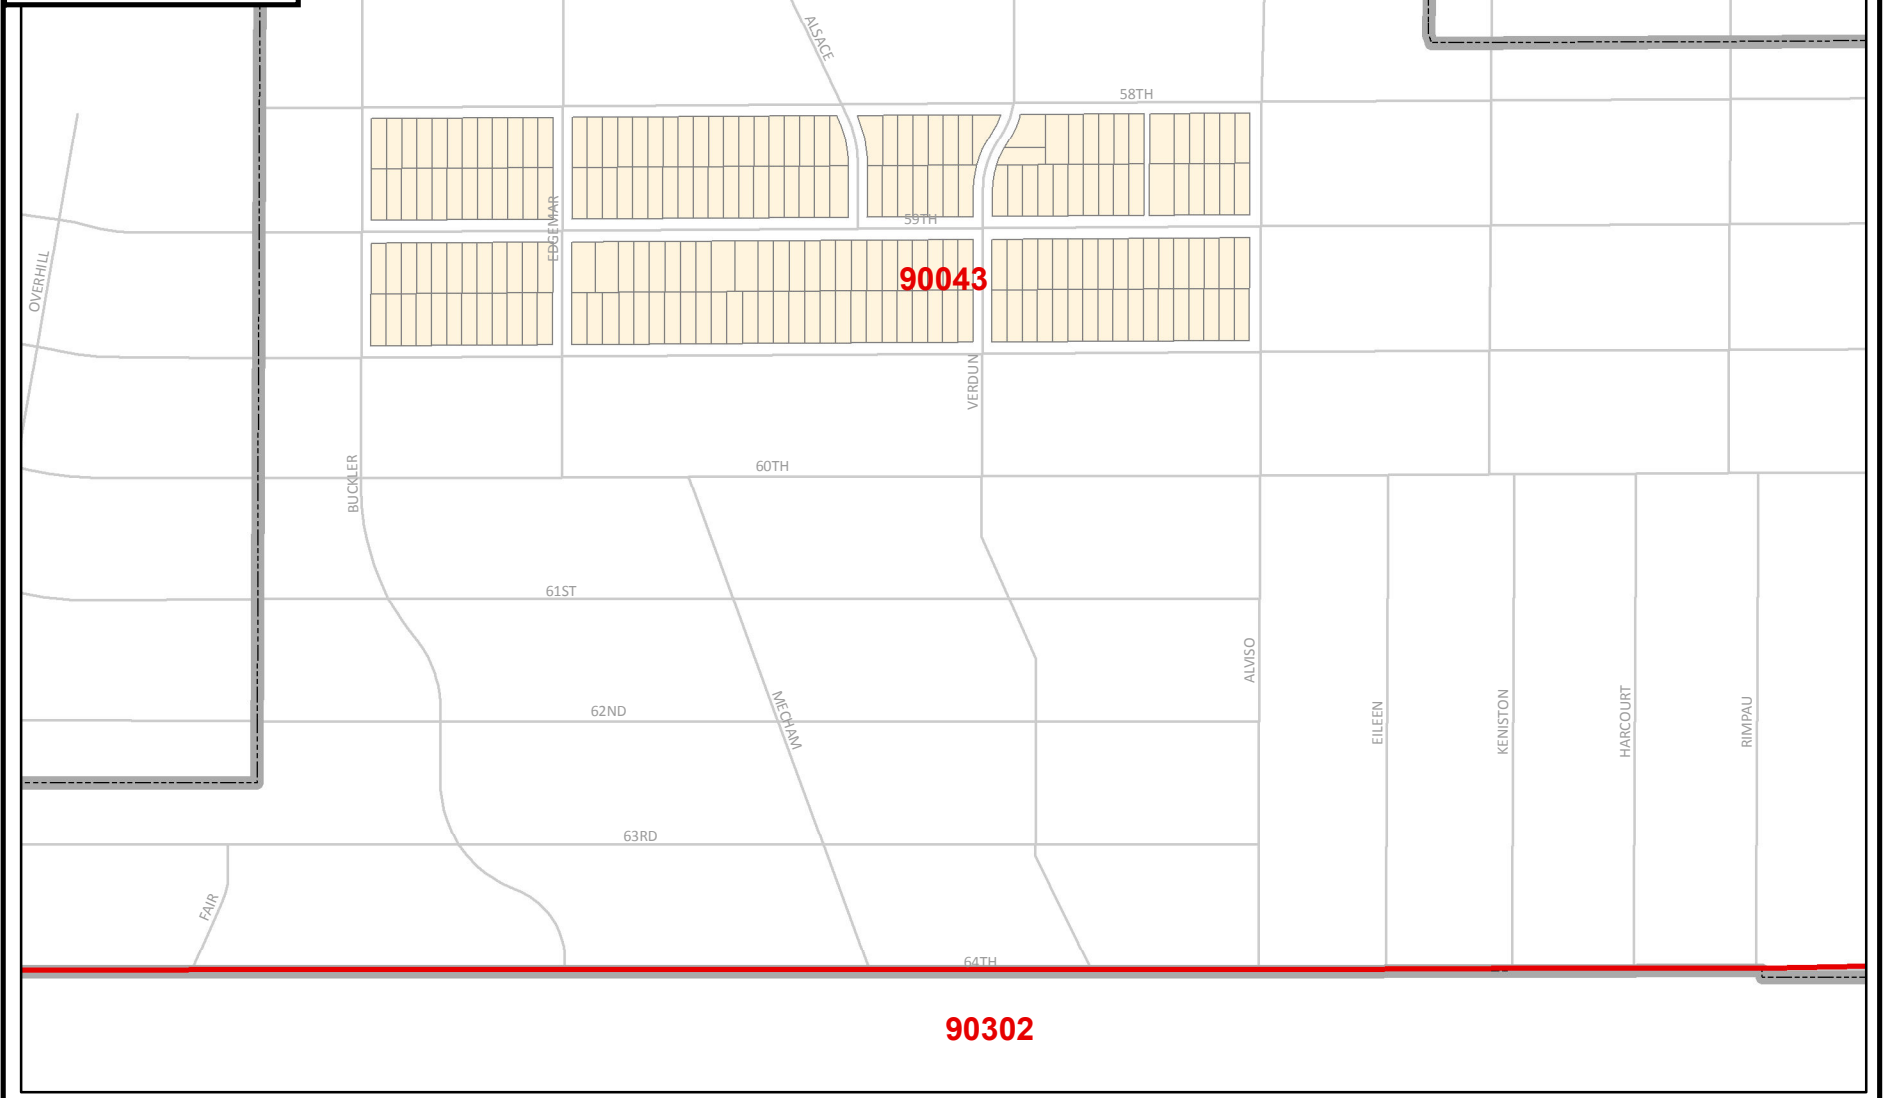 ALSACE
58TH
EDGEMAR
59TH
OVERHILL
90043
VERDUN
BUCKLER
60TH
61ST
ALVISO
62ND
MECHAM
EILEEN
KENISTON
HARCOURT
RIMPAU
63RD
FAIR
64TH
90302